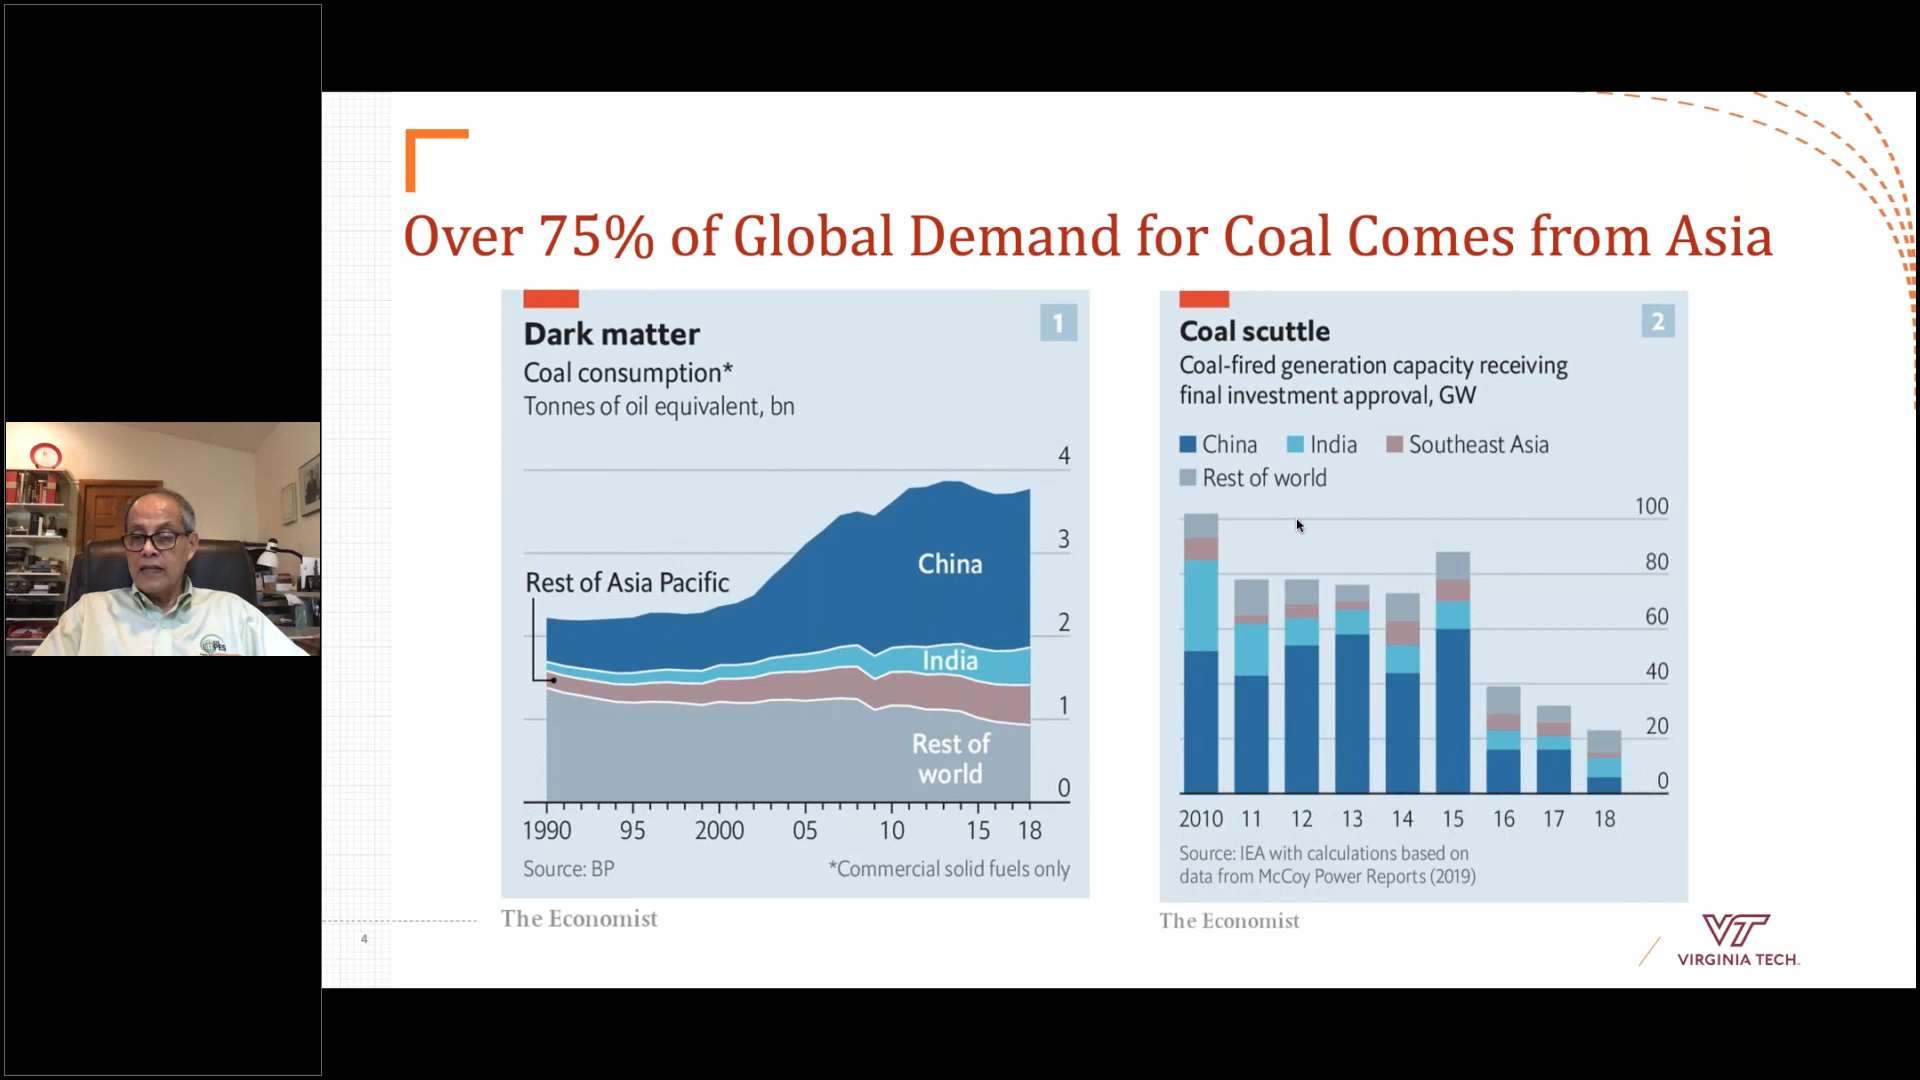 Over 75% of Global Demand for Coal Comes from Asia
1
Dark matter
Coal consumption*
Tonnes of oil equivalent, bn
4
3
2
1
0
Rest of Asia Pacific
China
India
Rest of
world
1990 95 2000 05 10 15 18
Source: BP *Commercial solid fuels only
The Economist
2
Coal scuttle
Coal-fired generation capacity receiving
final investment approval, GW
China India Southeast Asia
Rest of world
100
80
60
40
20
0
2010 11 12 13 14 15 16 17 18
Source: IEA with calculations based on
data from McCoy Power Reports (2019)
The Economist
4
VT
VIRGINIA TECH.